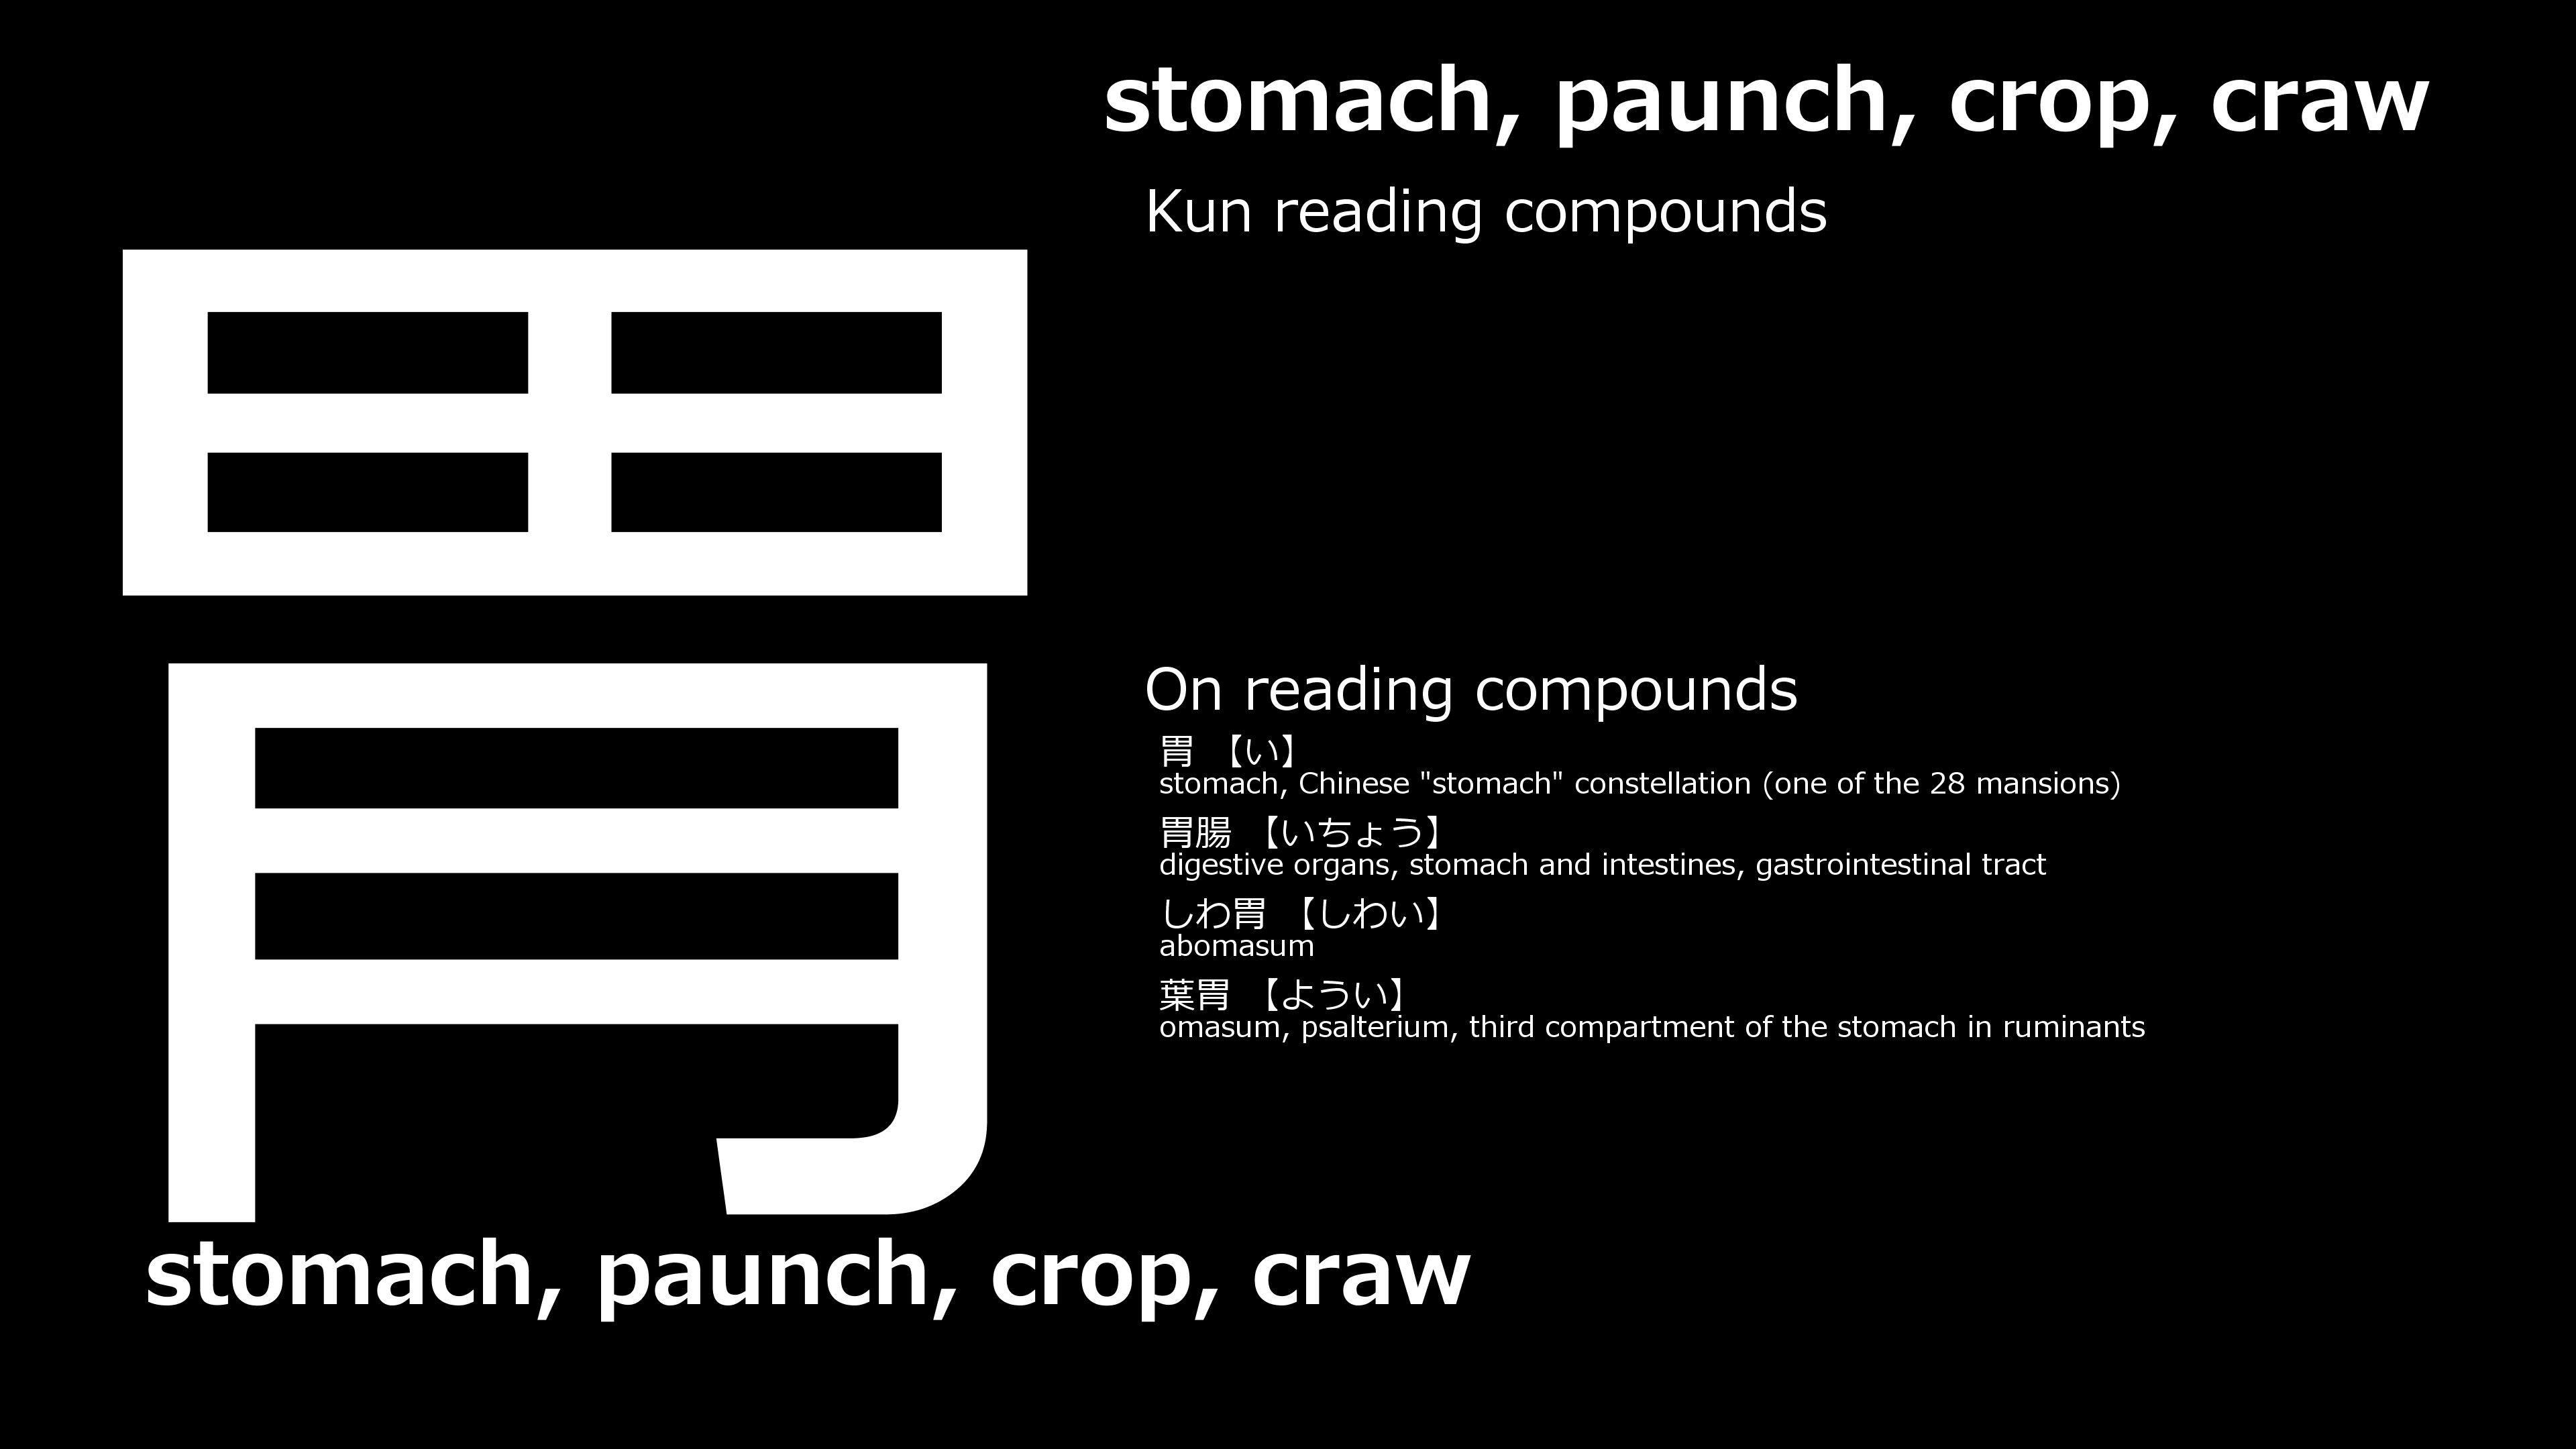 胃
stomach, paunch, crop, craw
stomach, paunch, crop, craw
Kun reading compounds
On reading compounds
胃 【い】
stomach, Chinese "stomach" constellation (one of the 28 mansions)
胃腸 【いちょう】
digestive organs, stomach and intestines, gastrointestinal tract
しわ胃 【しわい】
abomasum
葉胃 【ようい】
omasum, psalterium, third compartment of the stomach in ruminants